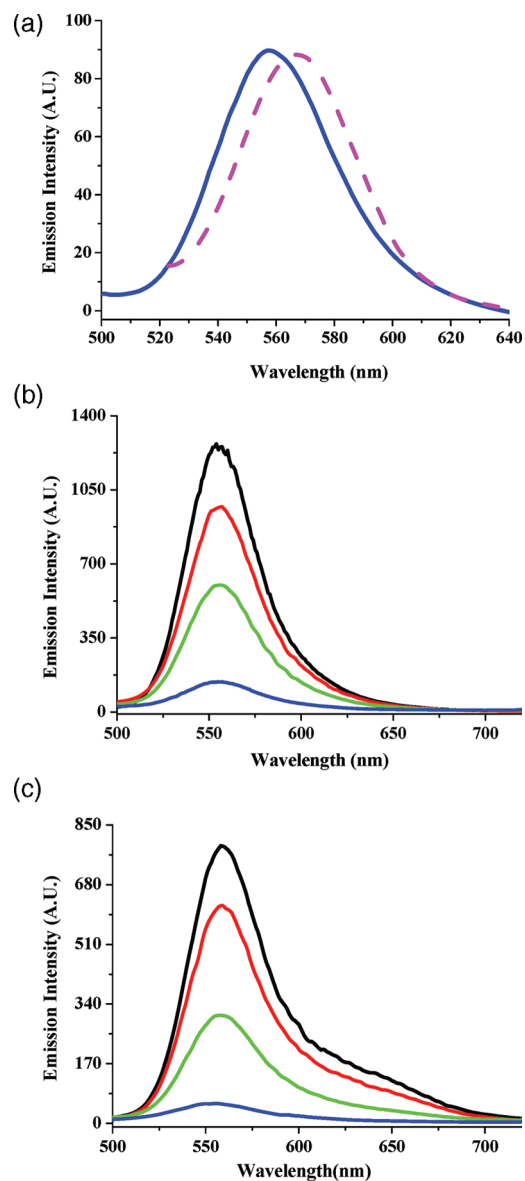 (a)
Emission Intensity (A.U.)
100
80
60
40
20
0
500 520 540 560 580 600 620 640
Wavelength (nm)
(b)
Emission Intensity (A.U.)
1400
1050
700
350
0
500 550 600 650 700
Wavelength (nm)
(c)
Emission Intensity (A.U.)
850
680
510
340
170
0
500 550 600 650 700
Wavelength(nm)